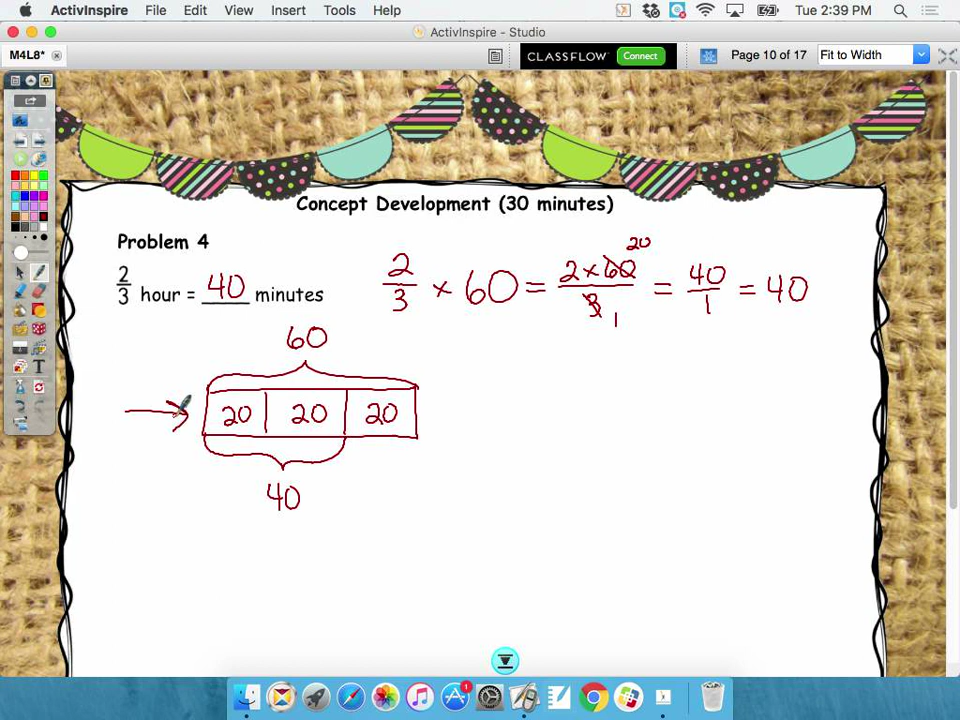 ActivInspire File Edit View Insert Tools Help Tue 2:39 PM
ActivInspire - Studio
M4L8* CLASSFLOW Connect Page 10 of 17 Fit to Width
Concept Development (30 minutes)
Problem 4
2/3 hour = 40 minutes
2/3 × 60 = 2 × 60 20 / 3 1 = 40/1 = 40
60
20 20 20
40
T
1